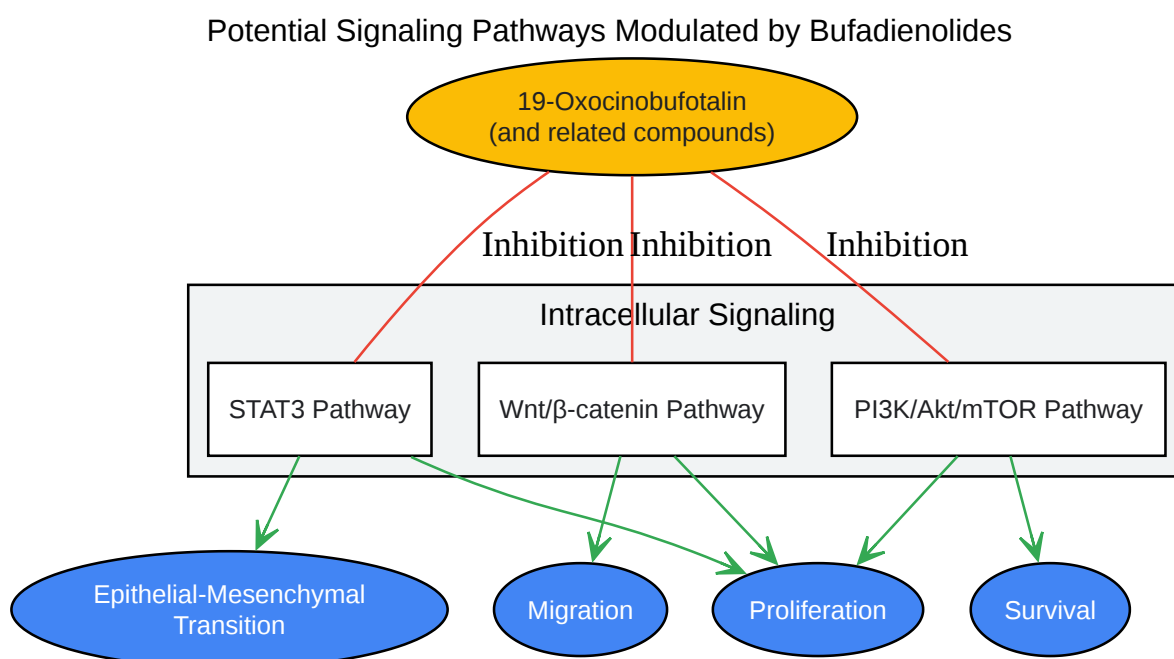 Potential Signaling Pathways Modulated by Bufadienolides
19-Oxocinobufotalin
(and related compounds)
Inhibition
Inhibition
Inhibition
Intracellular Signaling
STAT3 Pathway
Wnt/β-catenin Pathway
PI3K/Akt/mTOR Pathway
Epithelial-Mesenchymal
Transition
Migration
Proliferation
Survival